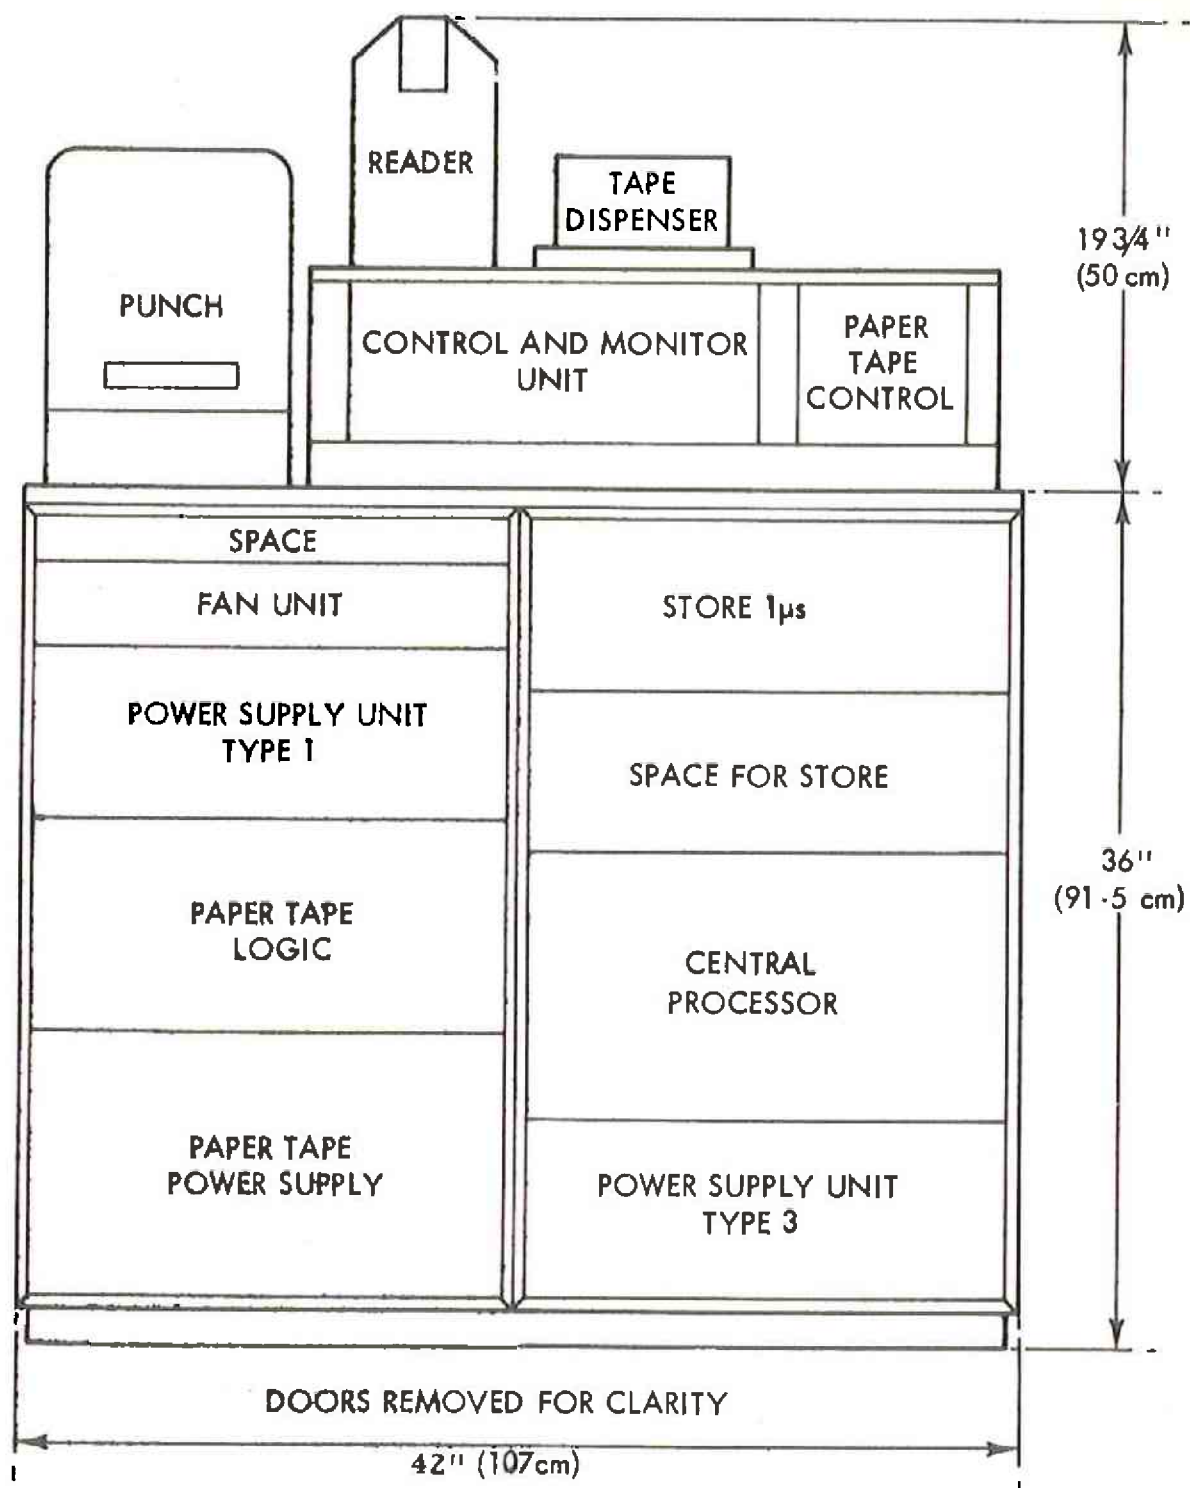 READER
TAPE
DISPENSER
19 3/4"
(50 cm)
PUNCH
CONTROL AND MONITOR
UNIT
PAPER
TAPE
CONTROL
SPACE
FAN UNIT
STORE 1µs
POWER SUPPLY UNIT
TYPE 1
SPACE FOR STORE
36"
(91·5 cm)
PAPER TAPE
LOGIC
CENTRAL
PROCESSOR
PAPER TAPE
POWER SUPPLY
POWER SUPPLY UNIT
TYPE 3
DOORS REMOVED FOR CLARITY
42" (107cm)